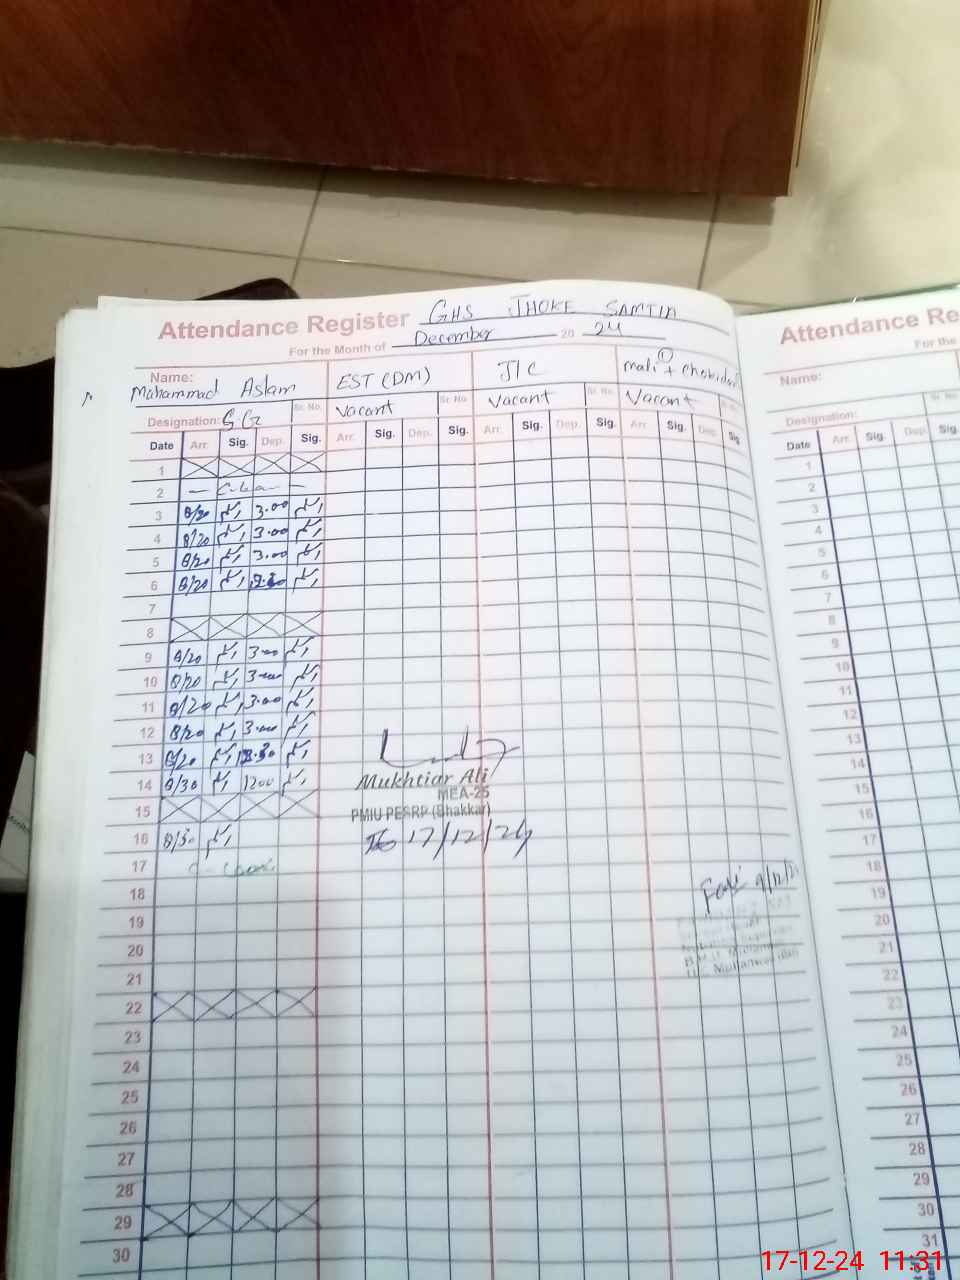 Attendance Register GHS JHOKE SAMTIA
For the Month of December 20 24
Name: Muhammad Aslam EST (DM) JIC mali + Chokidar
Designation: Vacant Sr. No. Vacant Sr. No. Vacant
Date Arr. Sig. Dep. Sig. Arr. Sig. Dep. Sig. Arr. Sig. Dep. Sig. Arr. Sig. Dep. Sig.
1
2
3 8/20 3.00
4 8/20 3.00
5 8/20 3.00
6 8/20
7
8
9 8/20 3.00
10 8/20 3.00
11 8/20 3.00
12 8/20 3.00
13 8/20
14 8/30 1200
15
16 8/30
17
18
19
20
21
22
23
24
25
26
27
28
29
30
Mukhtiar Ali
MEA-25
PMIU PESRP (Bhakkar)
17/12/24
Attendance Re
For the
Name: Sr. No.
Designation:
Date Arr. Sig. Dep. Sig.
1
2
3
4
5
6
7
8
9
10
11
12
13
14
15
16
17
18
19
20
21
22
23
24
25
26
27
28
29
30
31
17-12-24 11:31